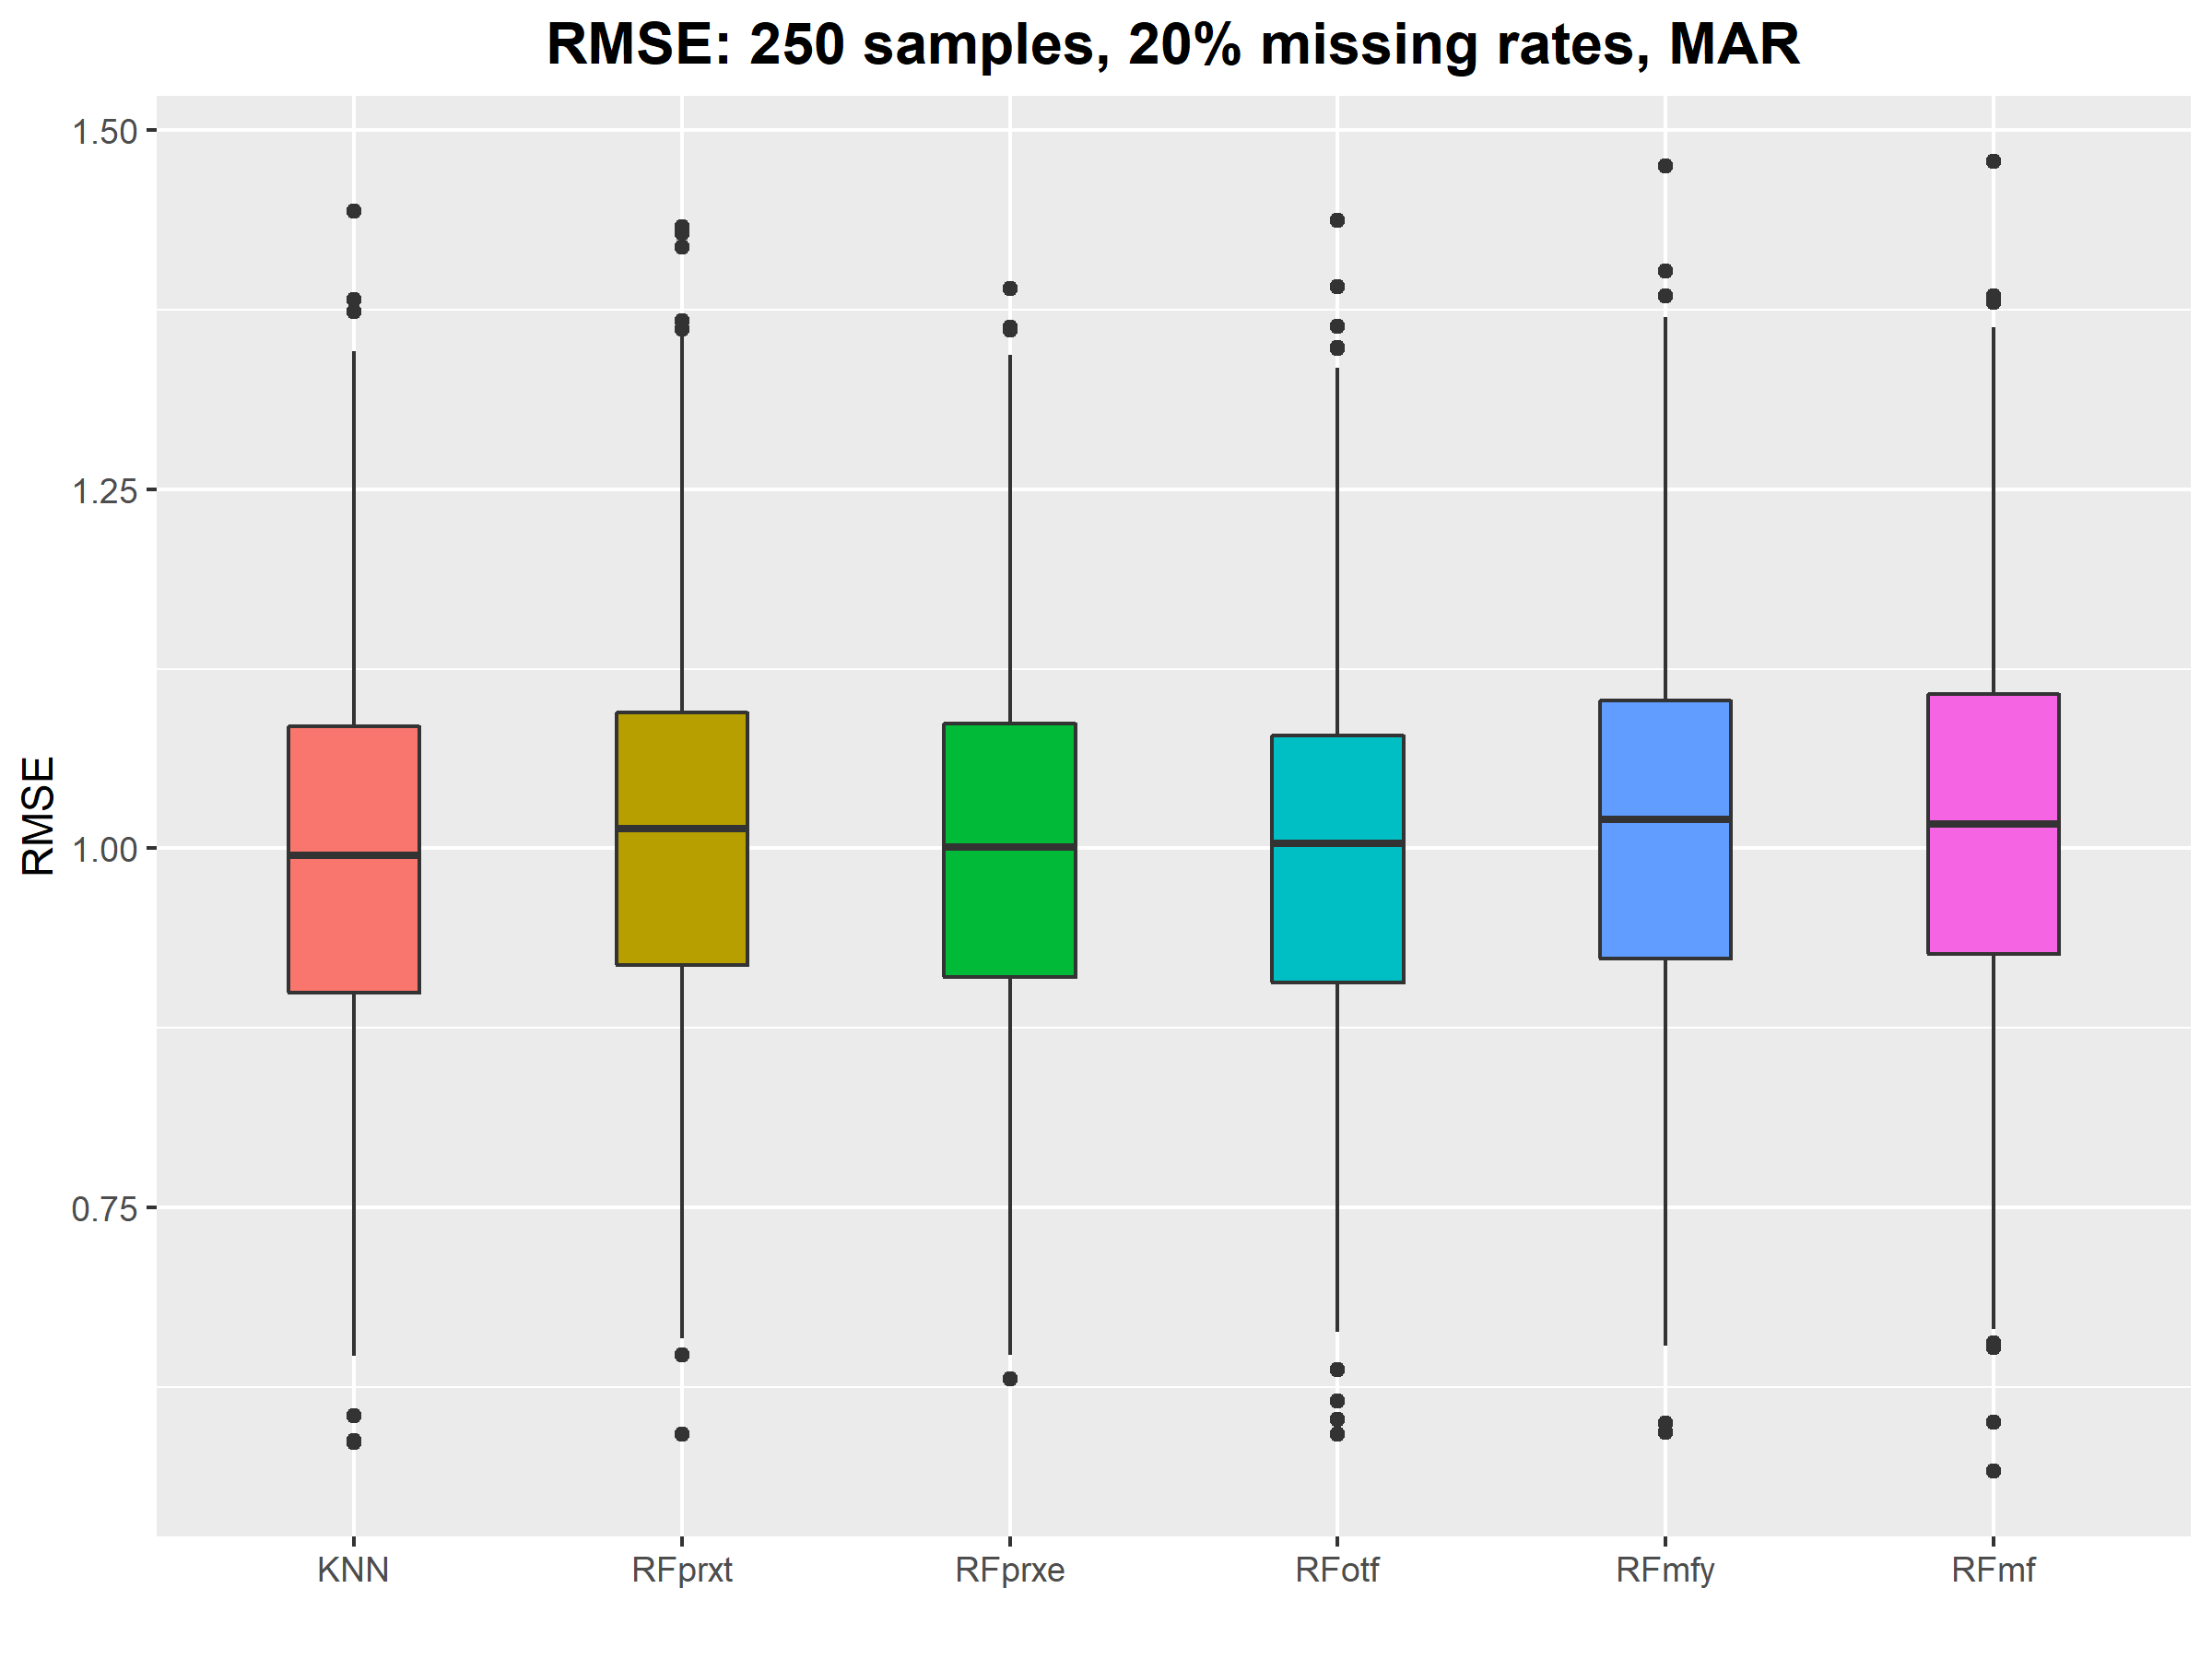 RMSE: 250 samples, 20% missing rates, MAR
1.50
1.25
1.00
0.75
RMSE
KNN RFprxt RFprxe RFotf RFmfy RFmf